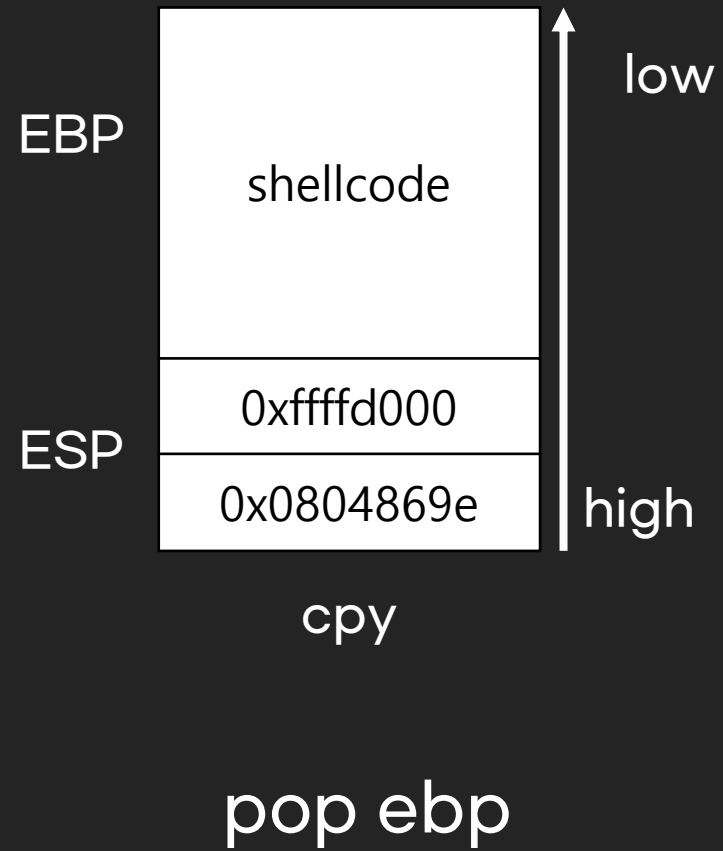 low
EBP
shellcode
0xffffd000
ESP
0x0804869e
high
cpy
pop ebp